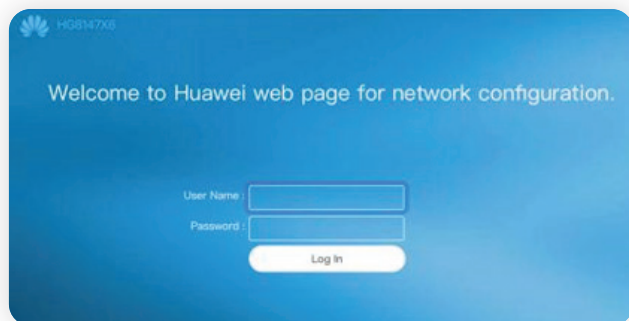 HG8147X6
Welcome to Huawei web page for network configuration.
User Name :
Password :
Log In